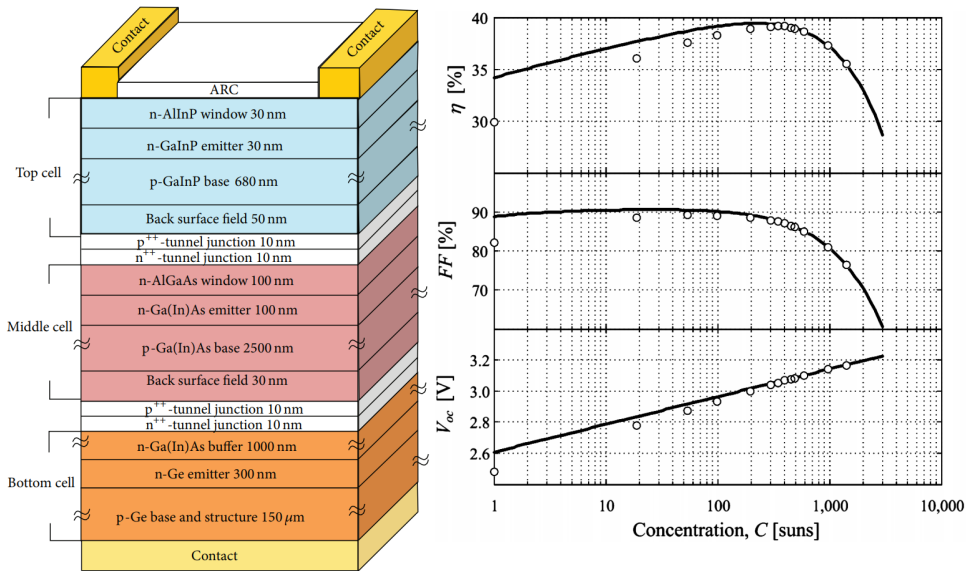 Contact
Contact
ARC
n-AlInP window 30 nm
n-GaInP emitter 30 nm
Top cell
p-GaInP base 680 nm
Back surface field 50 nm
p++-tunnel junction 10 nm
n++-tunnel junction 10 nm
n-AlGaAs window 100 nm
n-Ga(In)As emitter 100 nm
Middle cell
p-Ga(In)As base 2500 nm
Back surface field 30 nm
p++-tunnel junction 10 nm
n++-tunnel junction 10 nm
n-Ga(In)As buffer 1000 nm
n-Ge emitter 300 nm
Bottom cell
p-Ge base and structure 150 μm
Contact
η [%]
40
35
30
FF [%]
90
80
70
Voc [V]
3.2
3.0
2.8
2.6
1 10 100 1,000 10,000
Concentration, C [suns]